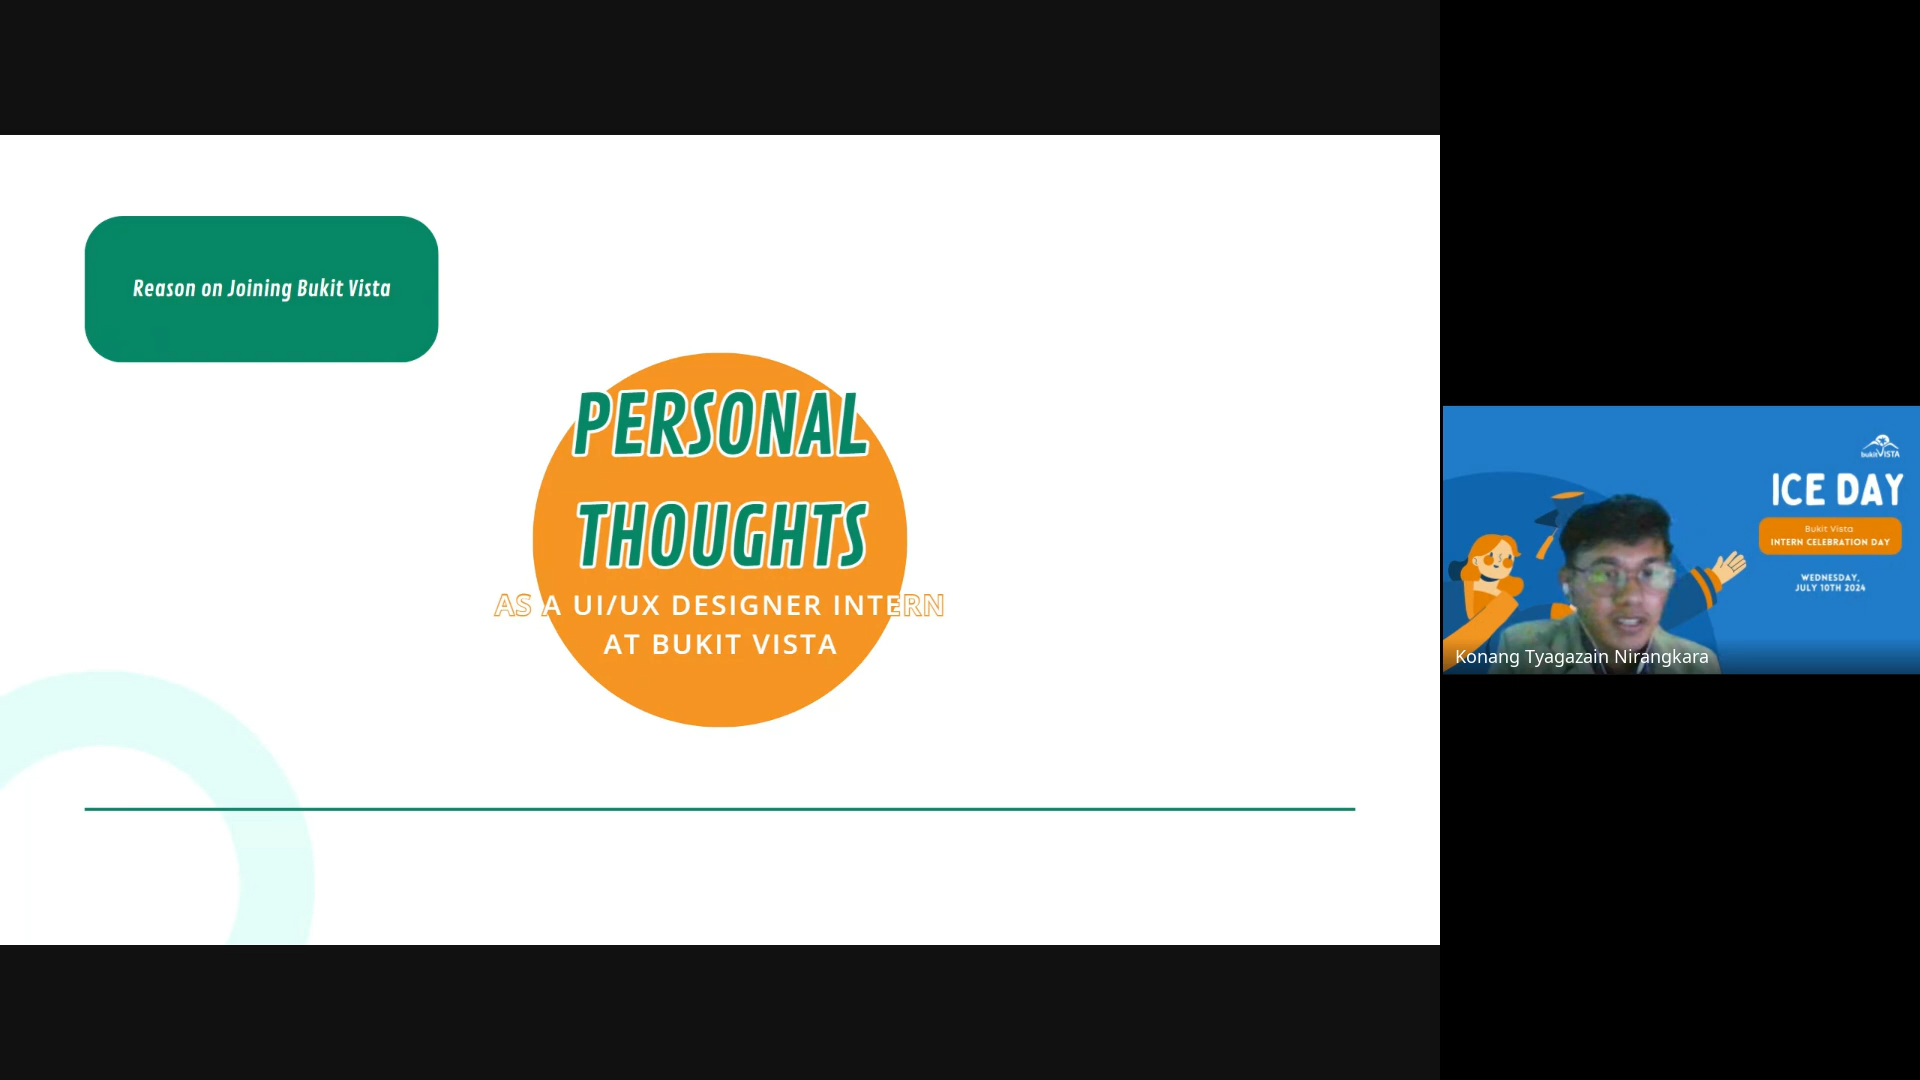 Reason on Joining Bukit Vista
PERSONAL
THOUGHTS
AS A UI/UX DESIGNER INTERN
AT BUKIT VISTA
bukitVISTA
ICE DAY
Bukit Vista
INTERN CELEBRATION DAY
WEDNESDAY,
JULY 10TH 2024
Konang Tyagazain Nirangkara